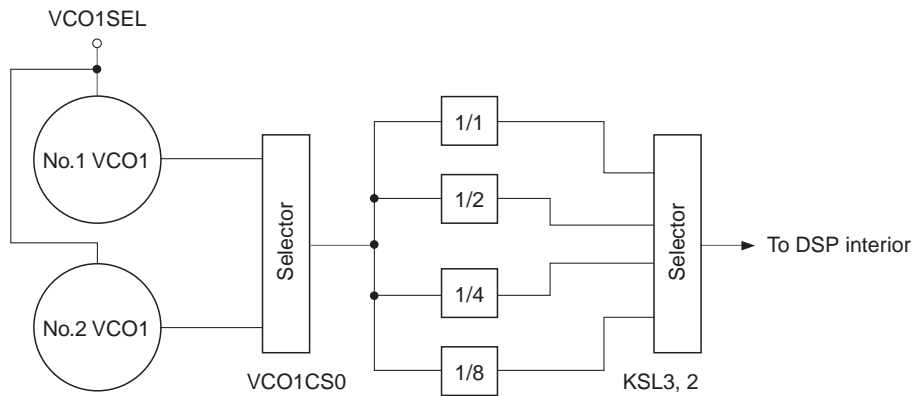 VCO1SEL
No.1 VCO1
No.2 VCO1
Selector
VCO1CS0
1/1
1/2
1/4
1/8
Selector
KSL3, 2
To DSP interior